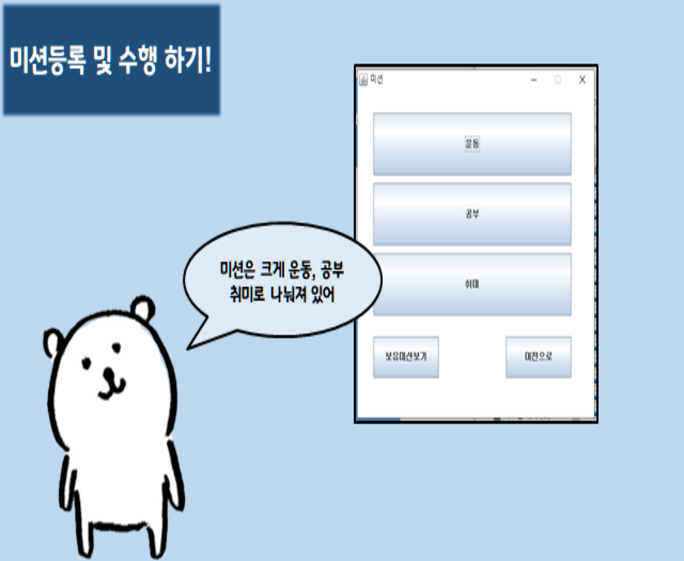 미션등록 및 수행 하기!
미션
운동
공부
취미
보유미션보기
이전으로
미션은 크게 운동, 공부
취미로 나눠져 있어